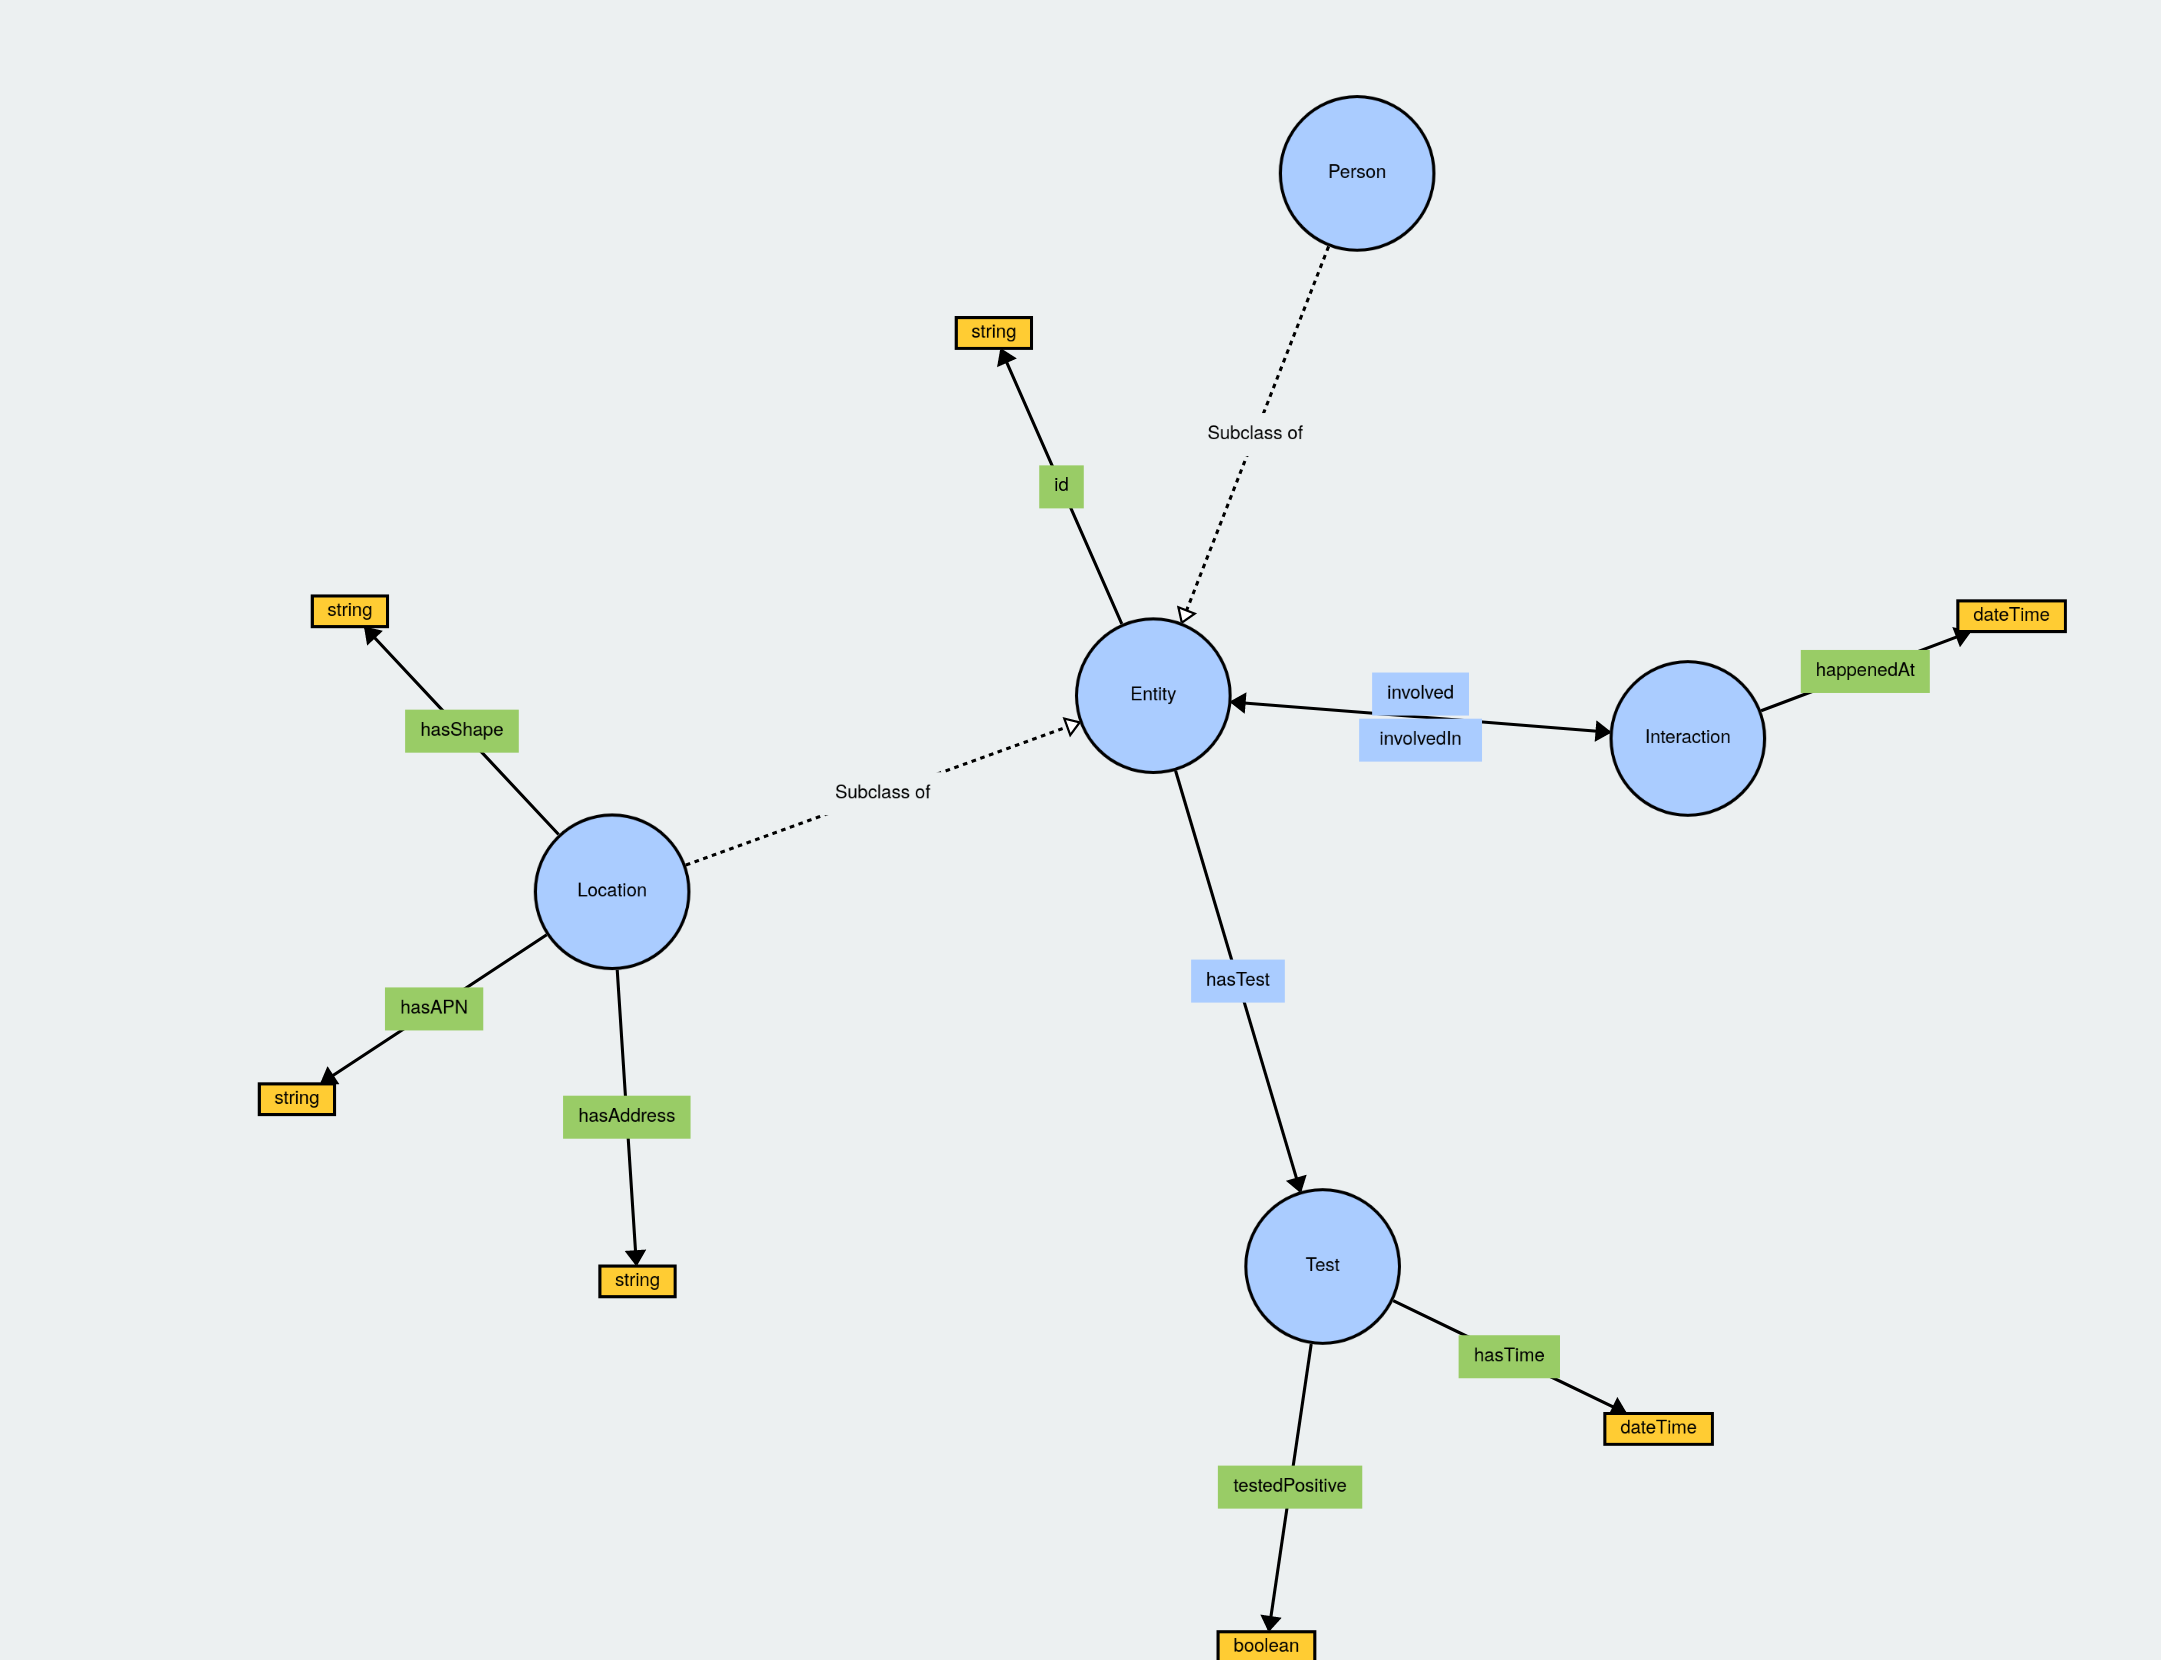 Person
string
Subclass of
id
string
dateTime
happenedAt
involved
Entity
hasShape
involvedIn
Interaction
Subclass of
Location
hasTest
hasAPN
string
hasAddress
Test
string
hasTime
dateTime
testedPositive
boolean